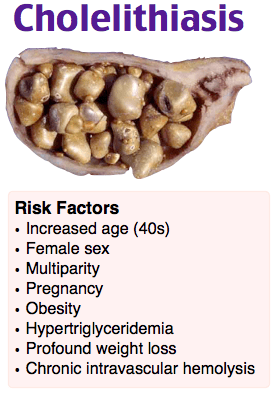 Cholelithiasis
Risk Factors
• Increased age (40s)
• Female sex
• Multiparity
• Pregnancy
• Obesity
• Hypertriglyceridemia
• Profound weight loss
• Chronic intravascular hemolysis